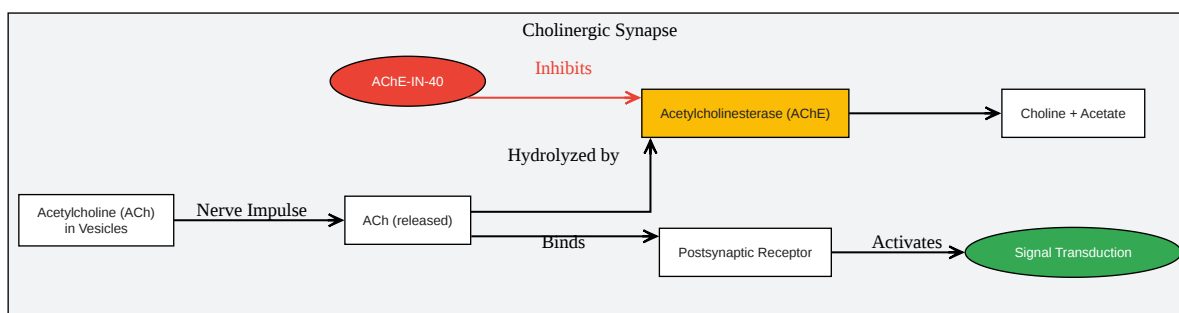 Cholinergic Synapse
Inhibits
AChE-IN-40
Acetylcholinesterase (AChE)
Choline + Acetate
Hydrolyzed by
Acetylcholine (ACh)
in Vesicles
Nerve Impulse
ACh (released)
Binds
Postsynaptic Receptor
Activates
Signal Transduction